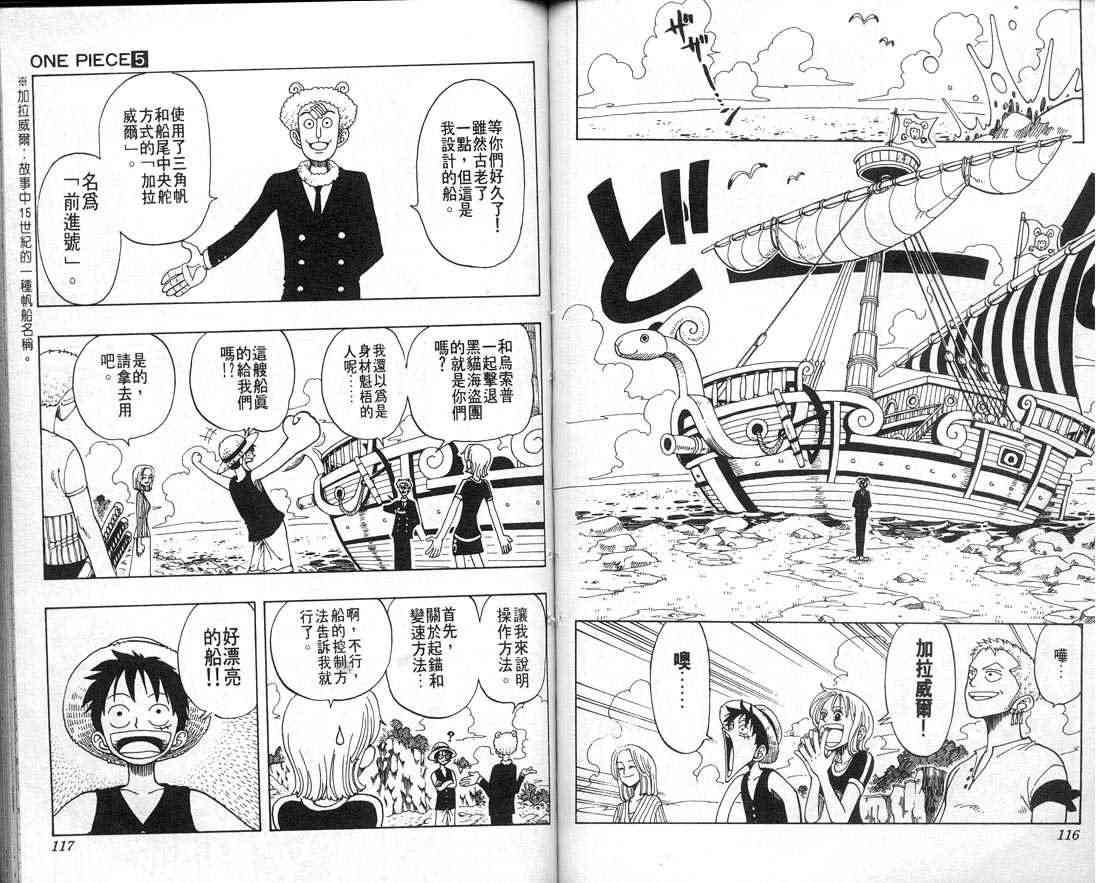 ザザザ…
ドーン
嘩…
加拉威爾！
噢……
116
ONE PIECE 5
等你們好久了！
雖然古老了
一點，但這是
我設計的船。
使用了三角帆
和船尾中央舵
方式的「加拉
威爾」。
名為
「前進號」。
※加拉威爾：故事中15世紀的一種帆船名稱。
和烏索普
一起擊退
黑貓海盜團
的就是你們
嗎？
我還以為是
身材魁梧的
人呢……
這艘船眞
的給我們
嗎!?
是的，
請拿去用
吧。
讓我來說明
操作方法。
首先，
關於起錨和
變速方法…
啊，不行，
船的控制方
法告訴我就
行了。
?
好漂亮
的船!!
117